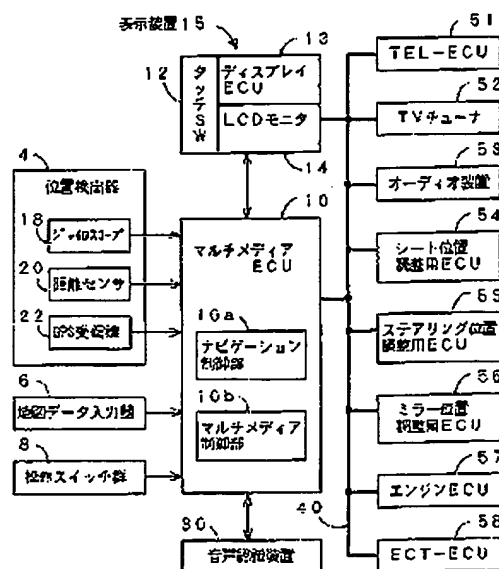 表示装置15
13
51
12
タッチSW
ディスプレイ
ECU
LCDモニタ
14
TEL-ECU
52
TVチューナ
53
オーディオ装置
54
シート位置
調整用ECU
55
ステアリング位置
調整用ECU
56
ミラー位置
調整用ECU
57
エンジンECU
40
58
ECT-ECU
4
位置検出器
18
ジャイロスコープ
20
距離センサ
22
GPS受信機
6
地図データ入力器
8
操作スイッチ群
10
マルチメディア
ECU
10a
ナビゲーション
制御部
10b
マルチメディア
制御部
30
音声認識装置